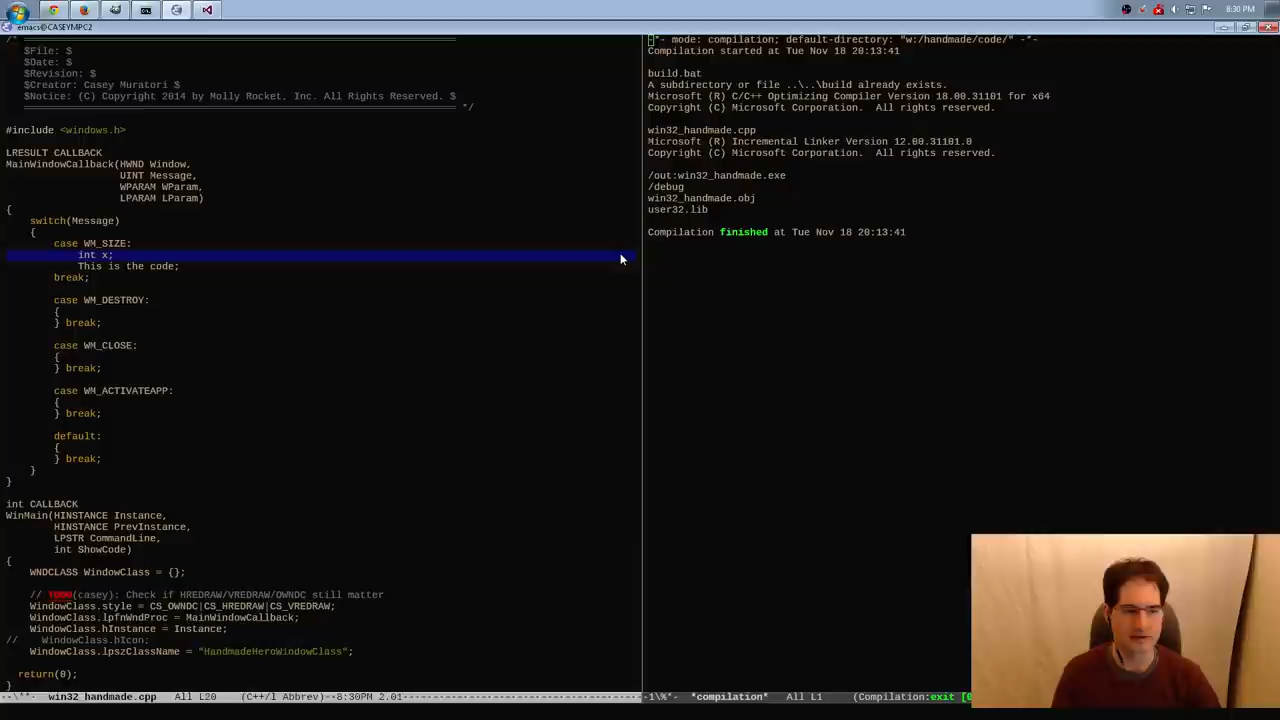 8:30 PM
emacs@CASEYMPC2
/* ========================================================================
$File: $
$Date: $
$Revision: $
$Creator: Casey Muratori $
$Notice: (C) Copyright 2014 by Molly Rocket, Inc. All Rights Reserved. $
======================================================================== */
#include <windows.h>
LRESULT CALLBACK
MainWindowCallback(HWND Window,
UINT Message,
WPARAM WParam,
LPARAM LParam)
{
switch(Message)
{
case WM_SIZE:
int x;
This is the code;
break;
case WM_DESTROY:
{
} break;
case WM_CLOSE:
{
} break;
case WM_ACTIVATEAPP:
{
} break;
default:
{
} break;
}
}
int CALLBACK
WinMain(HINSTANCE Instance,
HINSTANCE PrevInstance,
LPSTR CommandLine,
int ShowCode)
{
WNDCLASS WindowClass = {};
// TODO(casey): Check if HREDRAW/VREDRAW/OWNDC still matter
WindowClass.style = CS_OWNDC|CS_HREDRAW|CS_VREDRAW;
WindowClass.lpfnWndProc = MainWindowCallback;
WindowClass.hInstance = Instance;
// WindowClass.hIcon;
WindowClass.lpszClassName = "HandmadeHeroWindowClass";
return(0);
}
--\**- win32_handmade.cpp All L20 (C++/l Abbrev)--8:30PM 2.01
-*- mode: compilation; default-directory: "w:/handmade/code/" -*-
Compilation started at Tue Nov 18 20:13:41
build.bat
A subdirectory or file ..\..\build already exists.
Microsoft (R) C/C++ Optimizing Compiler Version 18.00.31101 for x64
Copyright (C) Microsoft Corporation. All rights reserved.
win32_handmade.cpp
Microsoft (R) Incremental Linker Version 12.00.31101.0
Copyright (C) Microsoft Corporation. All rights reserved.
/out:win32_handmade.exe
/debug
win32_handmade.obj
user32.lib
Compilation finished at Tue Nov 18 20:13:41
-1\%*- *compilation* All L1 (Compilation:exit [0